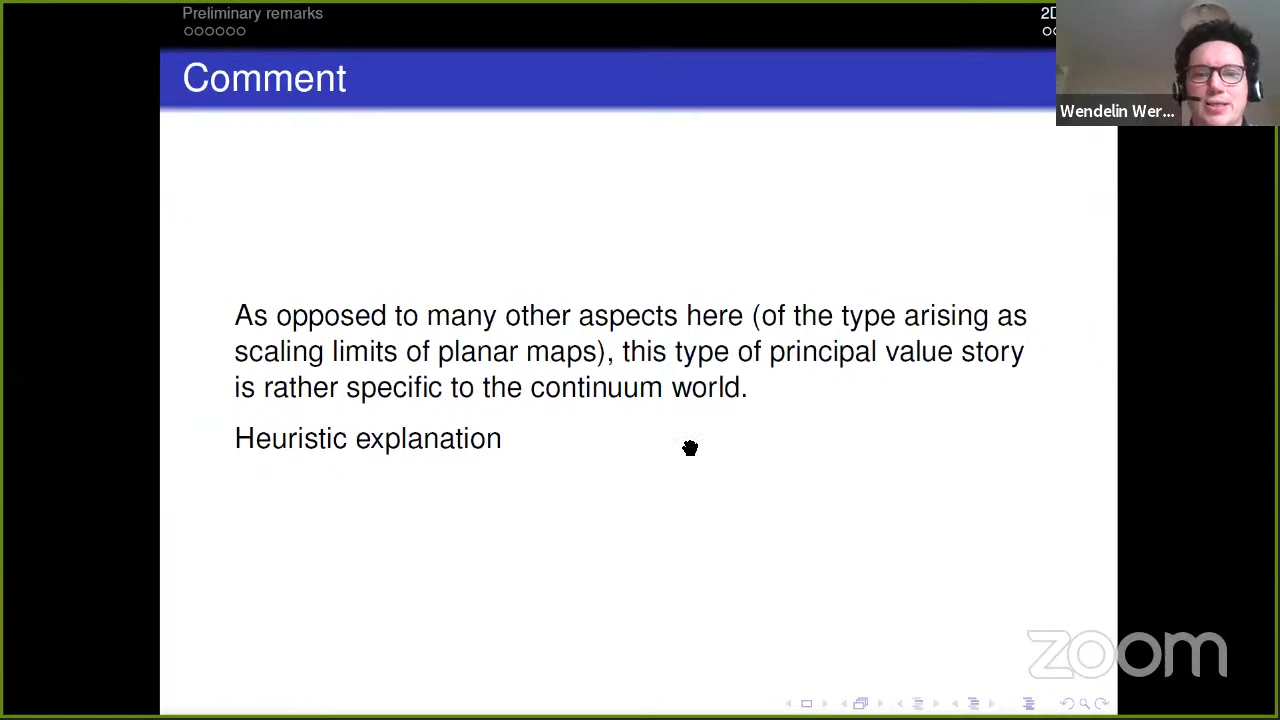 Preliminary remarks
2D
Comment
Wendelin Wer...
As opposed to many other aspects here (of the type arising as
scaling limits of planar maps), this type of principal value story
is rather specific to the continuum world.
Heuristic explanation
zoom